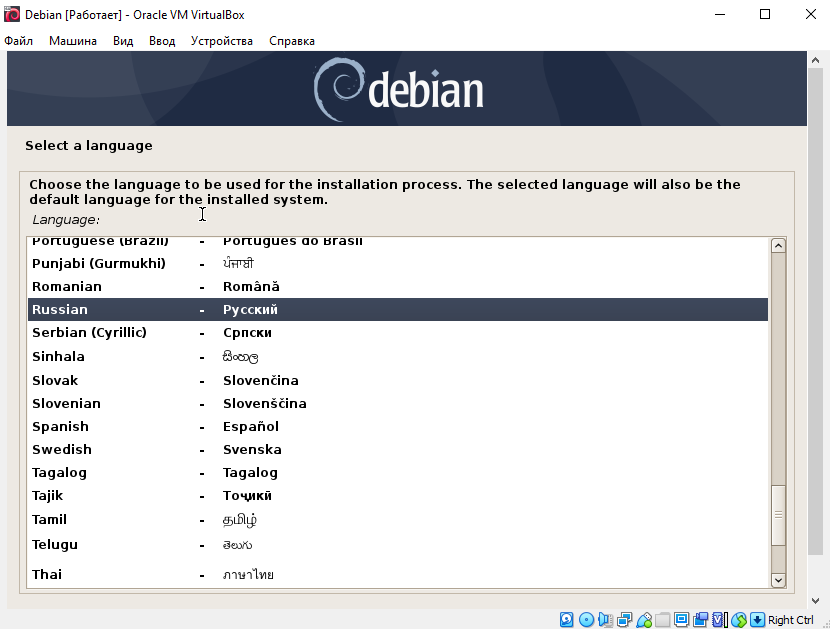 Debian [Работает] - Oracle VM VirtualBox
Файл Машина Вид Ввод Устройства Справка
debian
Select a language
Choose the language to be used for the installation process. The selected language will also be the
default language for the installed system.
Language:
Portuguese (Brazil) - Português do Brasil
Punjabi (Gurmukhi) - ਪੰਜਾਬੀ
Romanian - Română
Russian - Русский
Serbian (Cyrillic) - Српски
Sinhala - සිංහල
Slovak - Slovenčina
Slovenian - Slovenščina
Spanish - Español
Swedish - Svenska
Tagalog - Tagalog
Tajik - Тоҷикӣ
Tamil - தமிழ்
Telugu - తెలుగు
Thai - ภาษาไทย
Right Ctrl